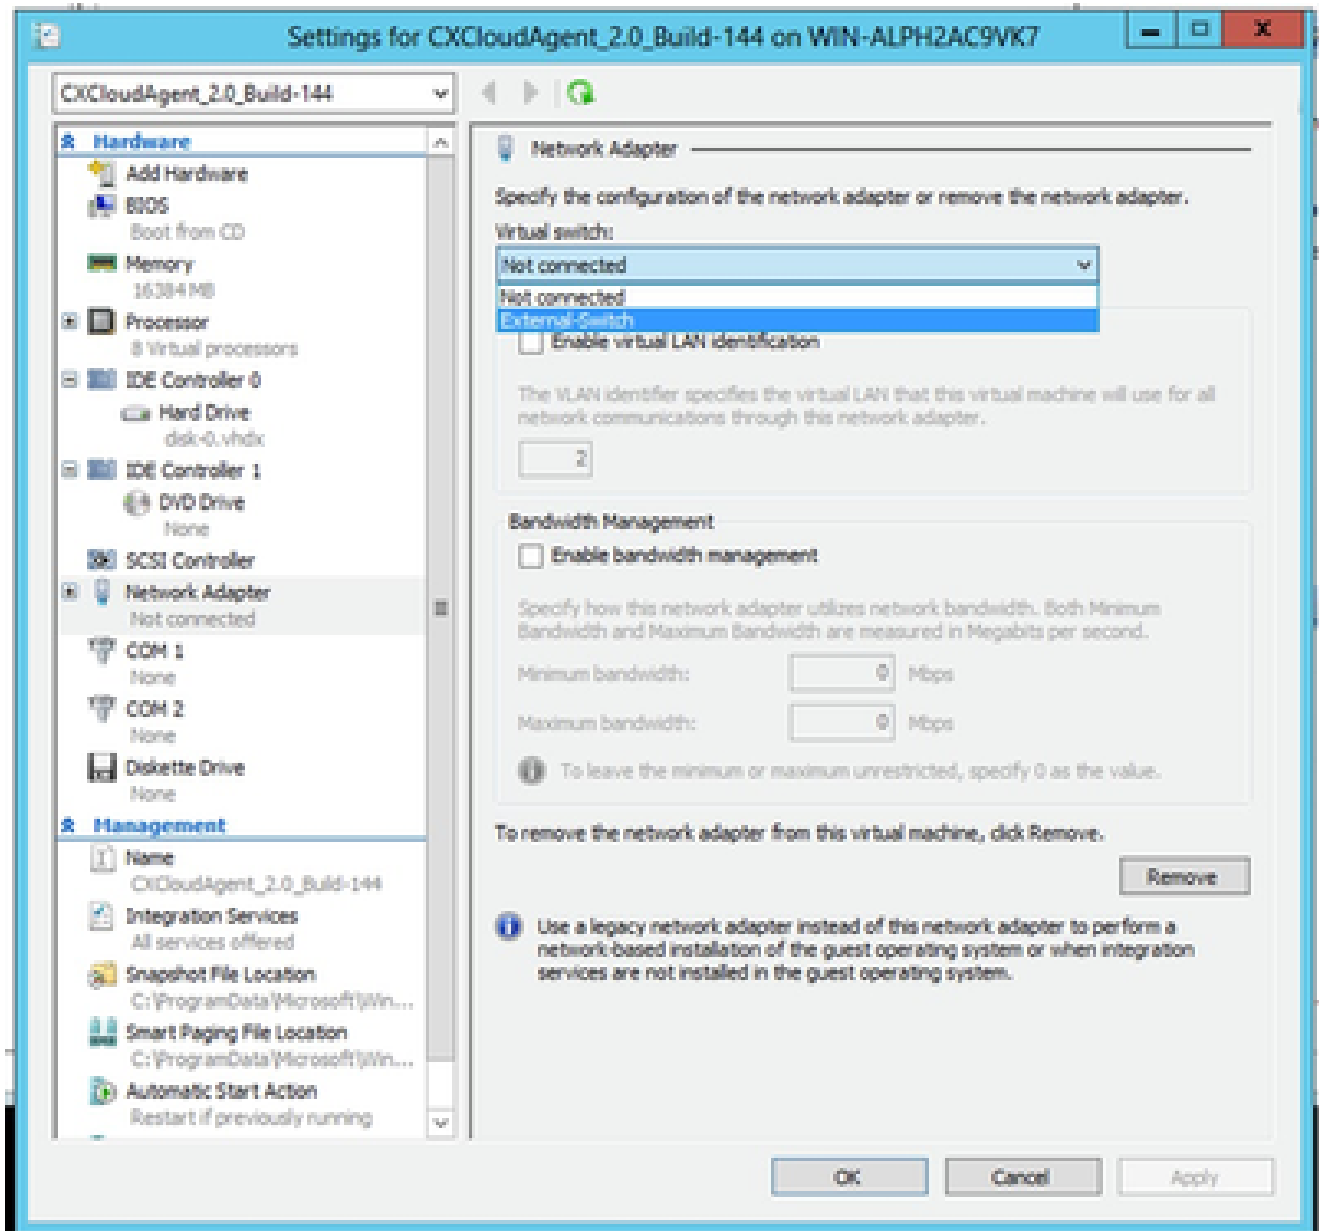 Settings for CXCloudAgent_2.0_Build-144 on WIN-ALPH2AC9VK7
CXCloudAgent_2.0_Build-144
Hardware
Add Hardware
BIOS
Boot from CD
Memory
16384 MB
Processor
8 Virtual processors
IDE Controller 0
Hard Drive
disk-0.vhdx
IDE Controller 1
DVD Drive
None
SCSI Controller
Network Adapter
Not connected
COM 1
None
COM 2
None
Diskette Drive
None
Management
Name
CXCloudAgent_2.0_Build-144
Integration Services
All services offered
Snapshot File Location
C:\ProgramData\Microsoft\Win...
Smart Paging File Location
C:\ProgramData\Microsoft\Win...
Automatic Start Action
Restart if previously running
Network Adapter
Specify the configuration of the network adapter or remove the network adapter.
Virtual switch:
Not connected
Not connected
External-Switch
Enable virtual LAN identification
The VLAN identifier specifies the virtual LAN that this virtual machine will use for all
network communications through this network adapter.
2
Bandwidth Management
Enable bandwidth management
Specify how this network adapter utilizes network bandwidth. Both Minimum
Bandwidth and Maximum Bandwidth are measured in Megabits per second.
Minimum bandwidth: 0 Mbps
Maximum bandwidth: 0 Mbps
To leave the minimum or maximum unrestricted, specify 0 as the value.
To remove the network adapter from this virtual machine, click Remove.
Remove
Use a legacy network adapter instead of this network adapter to perform a
network-based installation of the guest operating system or when integration
services are not installed in the guest operating system.
OK Cancel Apply